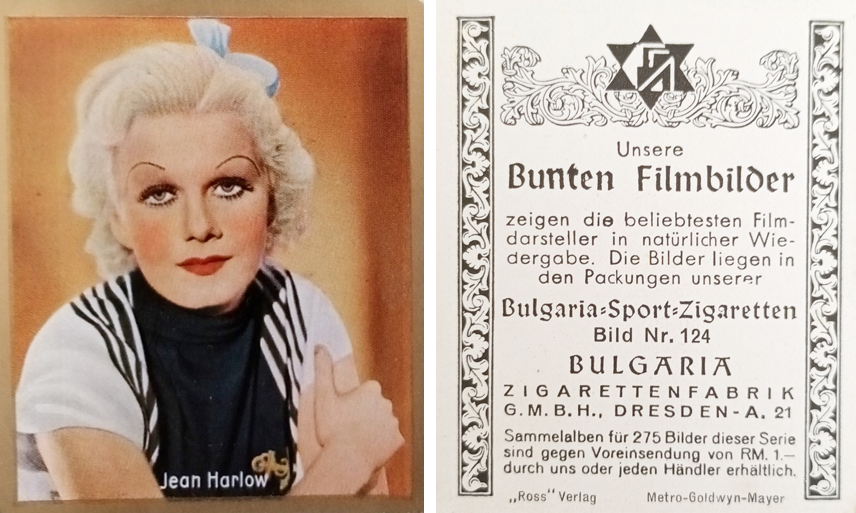 Jean Harlow
Unsere
Bunten Filmbilder
zeigen die beliebtesten Film-
darsteller in natürlicher Wie-
dergabe. Die Bilder liegen in
den Packungen unserer
Bulgaria=Sport=Zigaretten
Bild Nr. 124
BULGARIA
ZIGARETTENFABRIK
G.M.B.H., DRESDEN-A. 21
Sammelalben für 275 Bilder dieser Serie
sind gegen Voreinsendung von RM. 1.—
durch uns oder jeden Händler erhältlich.
„Ross" Verlag Metro-Goldwyn-Mayer